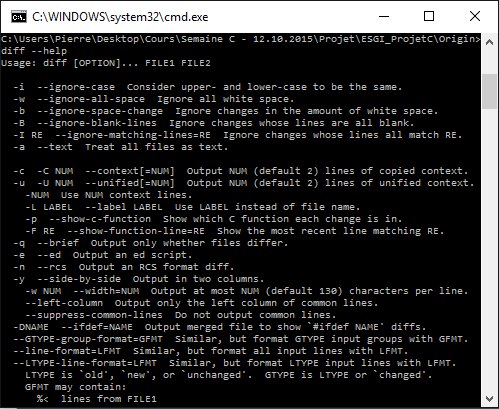 C:\WINDOWS\system32\cmd.exe
C:\Users\Pierre\Desktop\Cours\Semaine C - 12.10.2015\Projet\ESGI_ProjetC\Origin>
diff --help
Usage: diff [OPTION]... FILE1 FILE2
-i --ignore-case Consider upper- and lower-case to be the same.
-w --ignore-all-space Ignore all white space.
-b --ignore-space-change Ignore changes in the amount of white space.
-B --ignore-blank-lines Ignore changes whose lines are all blank.
-I RE --ignore-matching-lines=RE Ignore changes whose lines all match RE.
-a --text Treat all files as text.
-c -C NUM --context[=NUM] Output NUM (default 2) lines of copied context.
-u -U NUM --unified[=NUM] Output NUM (default 2) lines of unified context.
-NUM Use NUM context lines.
-L LABEL --label LABEL Use LABEL instead of file name.
-p --show-c-function Show which C function each change is in.
-F RE --show-function-line=RE Show the most recent line matching RE.
-q --brief Output only whether files differ.
-e --ed Output an ed script.
-n --rcs Output an RCS format diff.
-y --side-by-side Output in two columns.
-w NUM --width=NUM Output at most NUM (default 130) characters per line.
--left-column Output only the left column of common lines.
--suppress-common-lines Do not output common lines.
-DNAME --ifdef=NAME Output merged file to show `#ifdef NAME' diffs.
--GTYPE-group-format=GFMT Similar, but format GTYPE input groups with GFMT.
--line-format=LFMT Similar, but format all input lines with LFMT.
--LTYPE-line-format=LFMT Similar, but format LTYPE input lines with LFMT.
LTYPE is `old', `new', or `unchanged'. GTYPE is LTYPE or `changed'.
GFMT may contain:
%< lines from FILE1